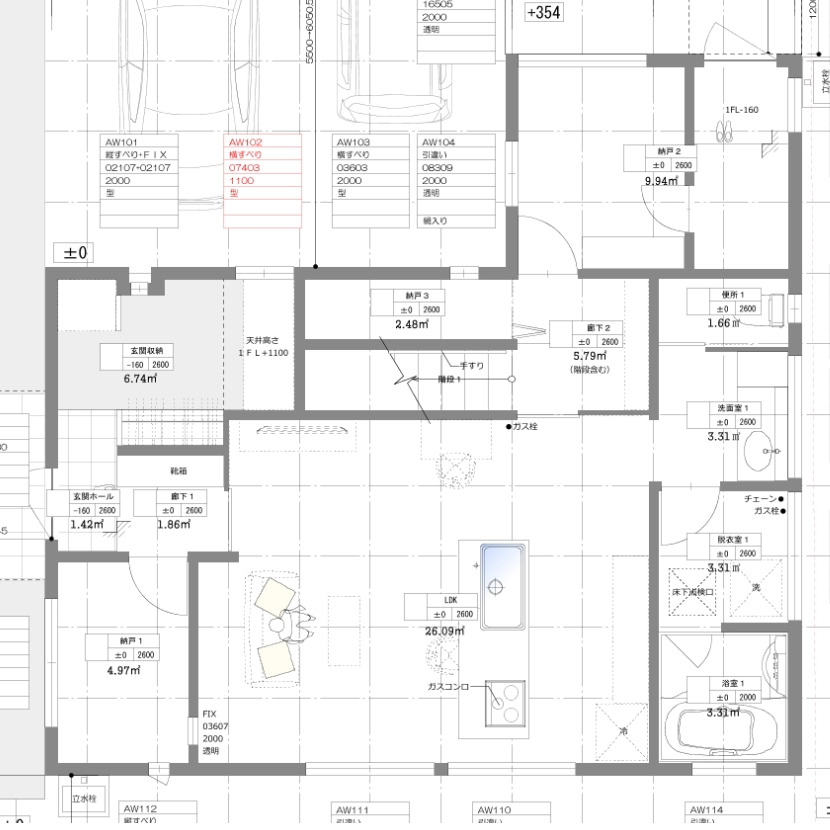 16505
2000
透明
+354
5500→6050.5
120
立水栓
1FL-160
AW101
縦すべり+FIX
02107+02107
2000
型
AW102
横すべり
07403
1100
型
AW103
横すべり
03603
2000
型
AW104
引違い
08309
2000
透明
網入り
納戸 2
±0 2600
9.94㎡
±0
納戸 3
±0 2600
2.48㎡
便所 1
±0 2600
1.66㎡
天井高さ
1FL+1100
廊下 2
±0 2600
5.79㎡
(階段含む)
玄関収納
-160 2600
6.74㎡
手すり
階段 1
ガス栓
洗面室 1
±0 2600
3.31㎡
靴箱
玄関ホール
-160 2600
1.42㎡
廊下 1
±0 2600
1.86㎡
チェーン
ガス栓
脱衣室 1
±0 2600
3.31㎡
床下点検口
洗
LDK
±0 2600
26.09㎡
納戸 1
±0 2600
4.97㎡
ガスコンロ
浴室 1
±0 2000
3.31㎡
FIX
03607
2000
透明
冷
立水栓
AW112
縦すべり
AW111
引違い
AW110
引違い
AW114
引違い